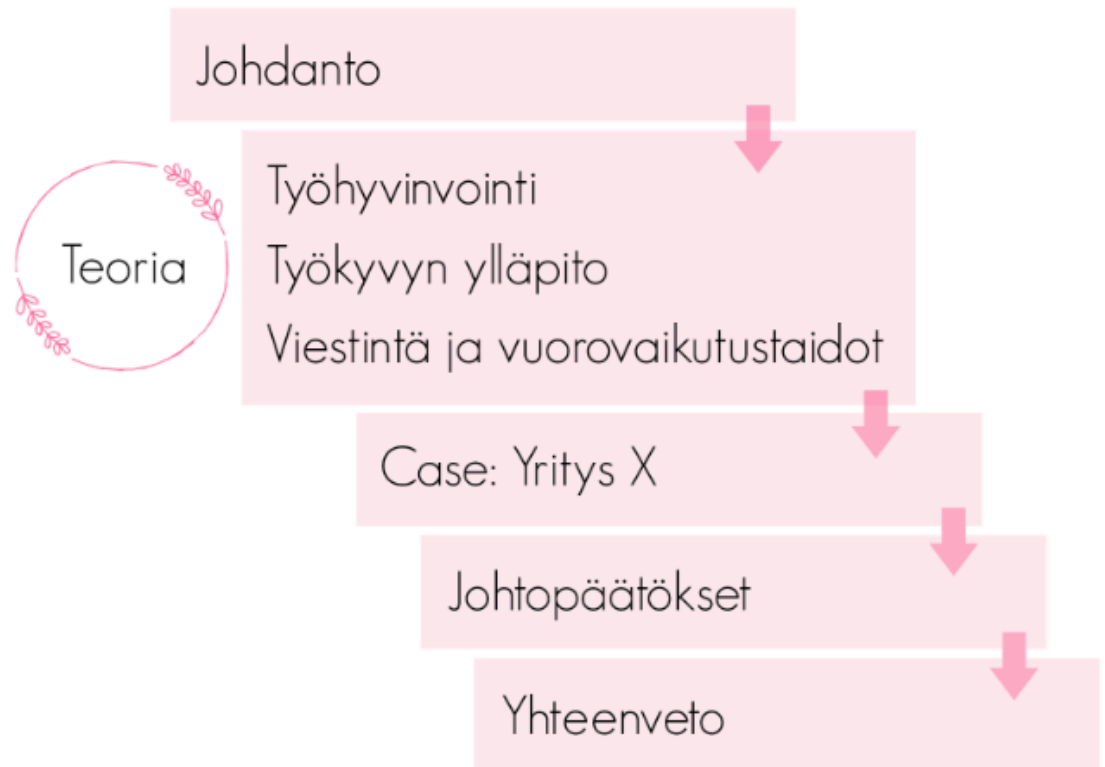 Johdanto
Työhyvinvointi
Teoria
Työkyvyn ylläpito
Viestintä ja vuorovaikutustaidot
Case: Yritys X
Johtopäätökset
Yhteenveto